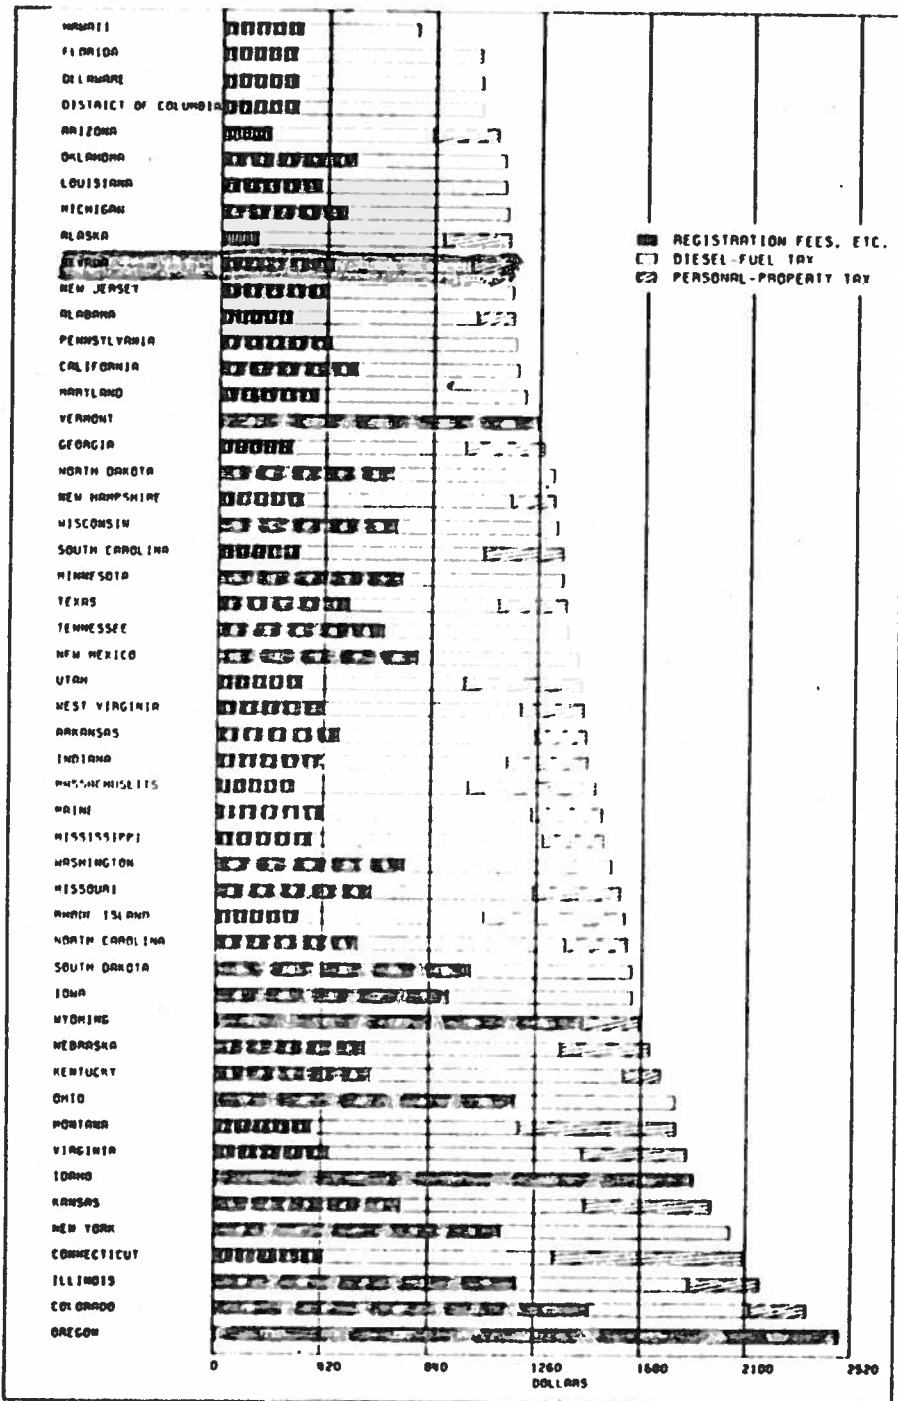 HAWAII
FLORIDA
DELAWARE
DISTRICT OF COLUMBIA
ARIZONA
OKLAHOMA
LOUISIANA
MICHIGAN
ALASKA
NEVADA
NEW JERSEY
ALABAMA
PENNSYLVANIA
CALIFORNIA
MARYLAND
VERMONT
GEORGIA
NORTH DAKOTA
NEW HAMPSHIRE
WISCONSIN
SOUTH CAROLINA
MINNESOTA
TEXAS
TENNESSEE
NEW MEXICO
UTAH
WEST VIRGINIA
ARKANSAS
INDIANA
MASSACHUSETTS
MAINE
MISSISSIPPI
WASHINGTON
MISSOURI
RHODE ISLAND
NORTH CAROLINA
SOUTH DAKOTA
IOWA
WYOMING
NEBRASKA
KENTUCKY
OHIO
MONTANA
VIRGINIA
IDAHO
KANSAS
NEW YORK
CONNECTICUT
ILLINOIS
COLORADO
OREGON
REGISTRATION FEES, ETC.
DIESEL-FUEL TAX
PERSONAL-PROPERTY TAX
0 420 840 1260 1680 2100 2520
DOLLARS